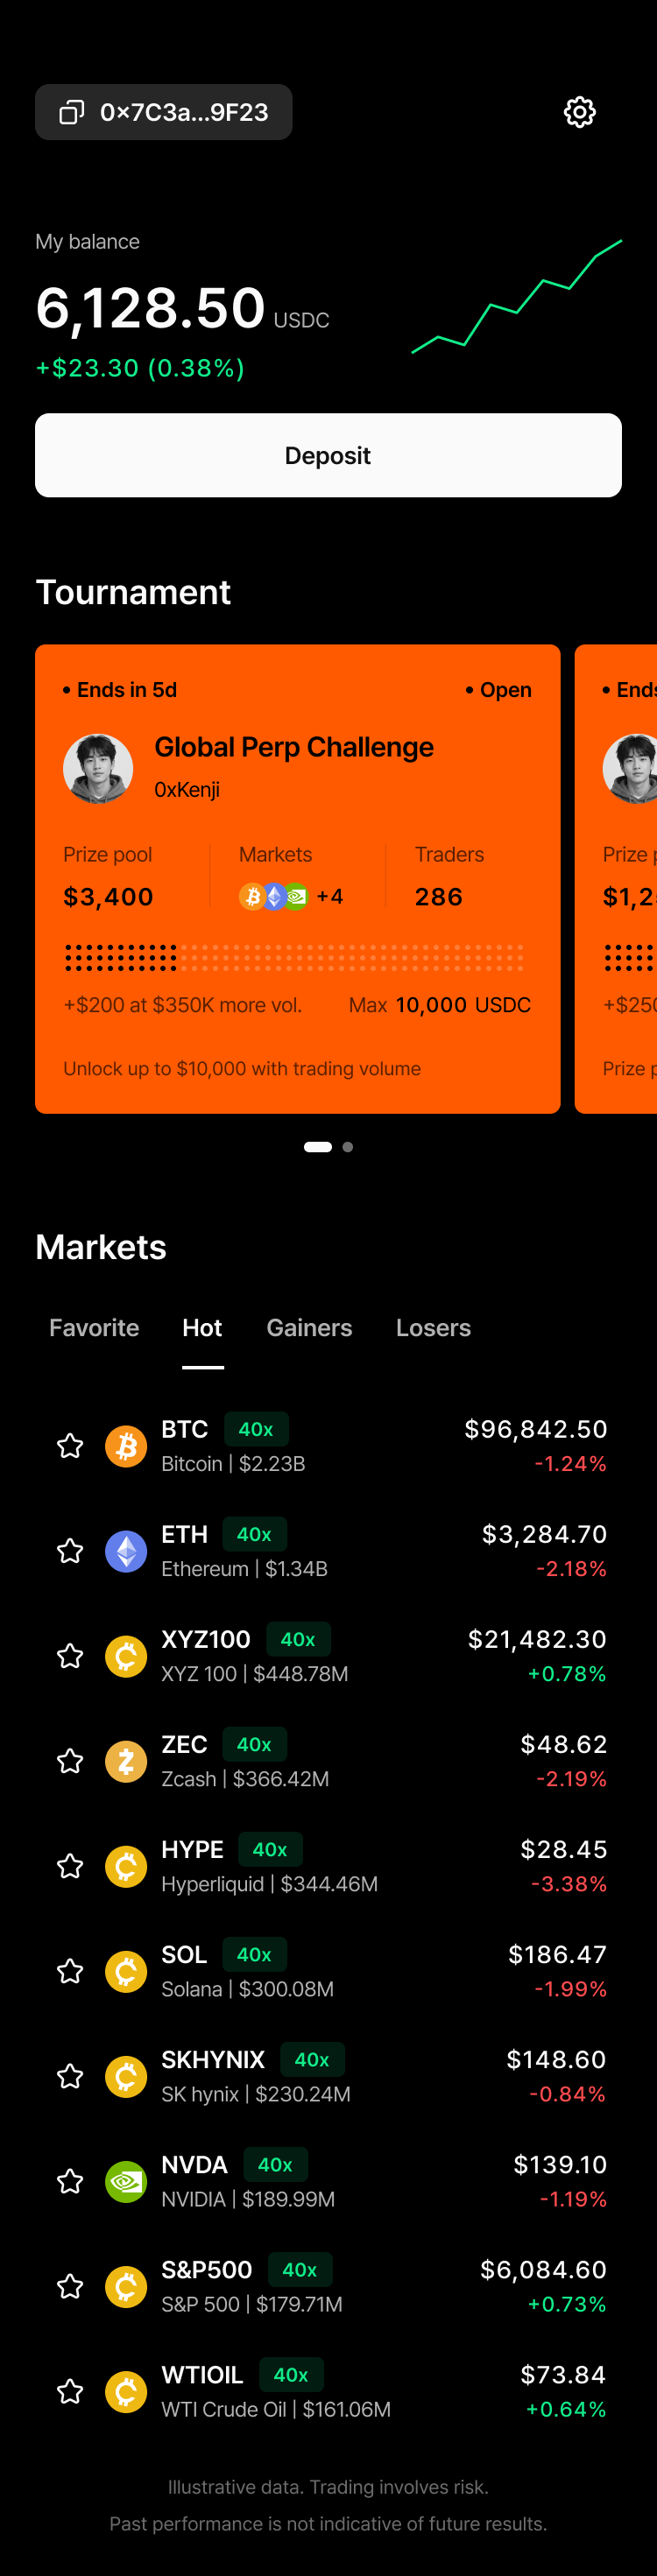 0×7C3a...9F23
My balance
6,128.50 USDC
+$23.30 (0.38%)
Deposit
Tournament
• Ends in 5d • Open
Global Perp Challenge
0xKenji
Prize pool Markets Traders
$3,400 +4 286
+$200 at $350K more vol. Max 10,000 USDC
Unlock up to $10,000 with trading volume
• Ends
Prize p
$1,2
+$250
Prize p
Markets
Favorite Hot Gainers Losers
BTC 40x $96,842.50
Bitcoin | $2.23B -1.24%
ETH 40x $3,284.70
Ethereum | $1.34B -2.18%
XYZ100 40x $21,482.30
XYZ 100 | $448.78M +0.78%
ZEC 40x $48.62
Zcash | $366.42M -2.19%
HYPE 40x $28.45
Hyperliquid | $344.46M -3.38%
SOL 40x $186.47
Solana | $300.08M -1.99%
SKHYNIX 40x $148.60
SK hynix | $230.24M -0.84%
NVDA 40x $139.10
NVIDIA | $189.99M -1.19%
S&P500 40x $6,084.60
S&P 500 | $179.71M +0.73%
WTIOIL 40x $73.84
WTI Crude Oil | $161.06M +0.64%
Illustrative data. Trading involves risk.
Past performance is not indicative of future results.